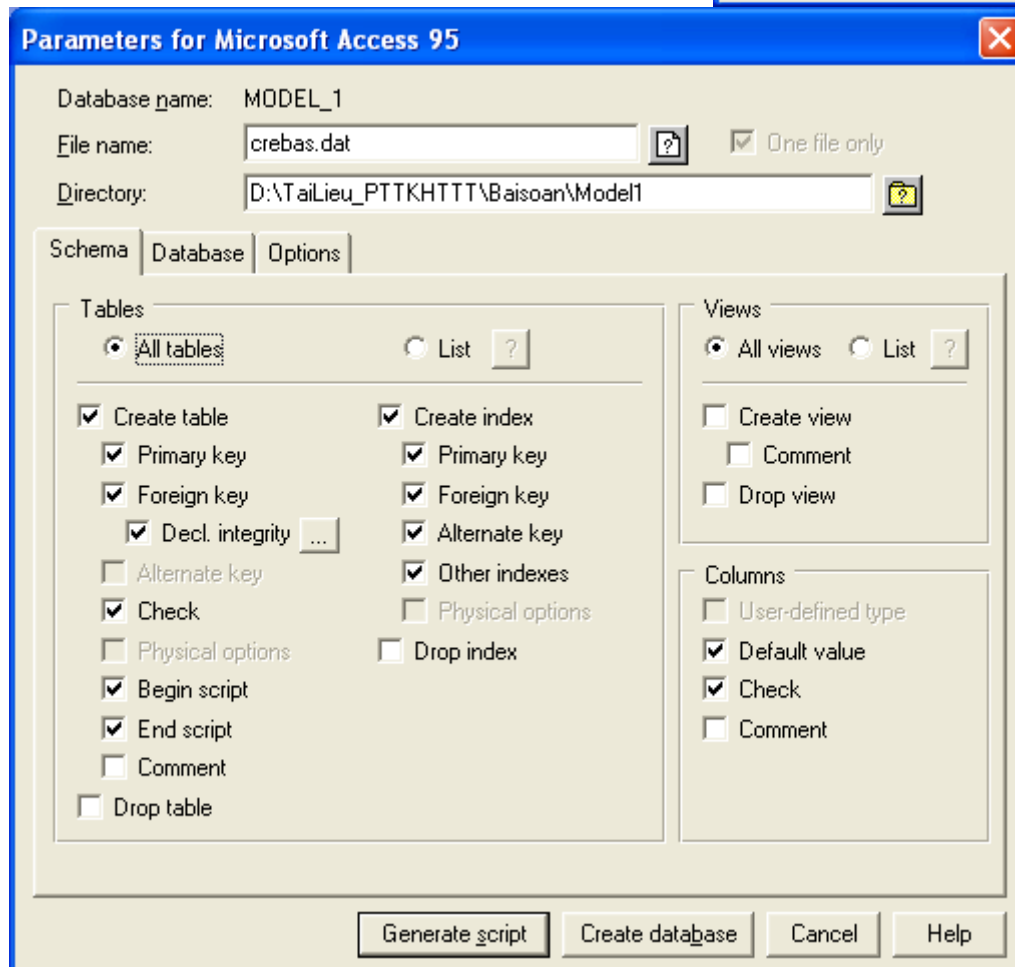 Parameters for Microsoft Access 95
Database name: MODEL_1
File name: crebas.dat One file only
Directory: D:\TaiLieu_PTTKHTTT\Baisoan\Model1
Schema Database Options
Tables
All tables List ?
Create table Create index
Primary key Primary key
Foreign key Foreign key
Decl. integrity ... Alternate key
Alternate key Other indexes
Check Physical options
Physical options Drop index
Begin script
End script
Comment
Drop table
Views
All views List ?
Create view
Comment
Drop view
Columns
User-defined type
Default value
Check
Comment
Generate script Create database Cancel Help